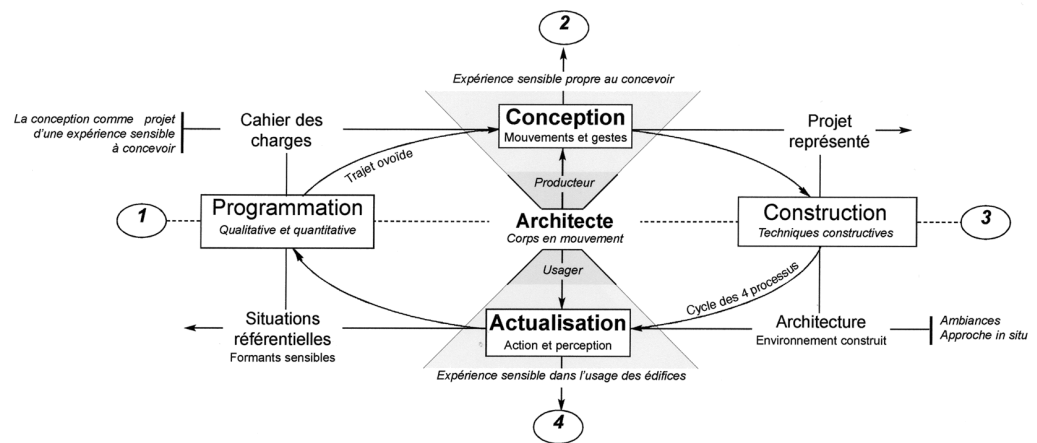 2
Expérience sensible propre au concevoir
La conception comme projet
d'une expérience sensible
à concevoir
Cahier des
charges
Conception
Mouvements et gestes
Projet
représenté
Trajet ovoïde
Producteur
1
Programmation
Qualitative et quantitative
Architecte
Corps en mouvement
Construction
Techniques constructives
3
Usager
Cycle des 4 processus
Situations
référentielles
Formants sensibles
Actualisation
Action et perception
Architecture
Environnement construit
Ambiances
Approche in situ
Expérience sensible dans l'usage des édifices
4